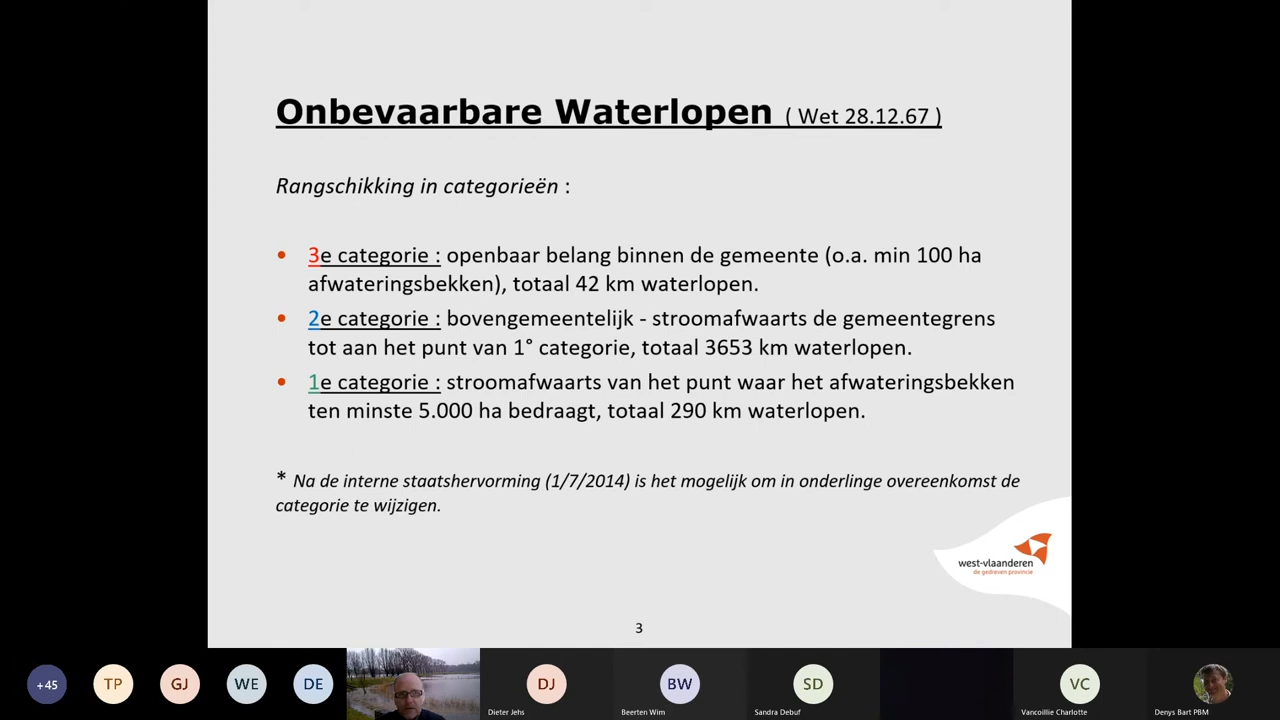 Onbevaarbare Waterlopen ( Wet 28.12.67 )
Rangschikking in categorieën :
• 3e categorie : openbaar belang binnen de gemeente (o.a. min 100 ha
afwateringsbekken), totaal 42 km waterlopen.
• 2e categorie : bovengemeentelijk - stroomafwaarts de gemeentegrens
tot aan het punt van 1° categorie, totaal 3653 km waterlopen.
• 1e categorie : stroomafwaarts van het punt waar het afwateringsbekken
ten minste 5.000 ha bedraagt, totaal 290 km waterlopen.
* Na de interne staatshervorming (1/7/2014) is het mogelijk om in onderlinge overeenkomst de
categorie te wijzigen.
west-vlaanderen
de gedreven provincie
3
+45 TP GJ WE DE DJ BW SD VC
Dieter Jehs Beerten Wim Sandra Debuf Vancoillie Charlotte Denys Bart PBM